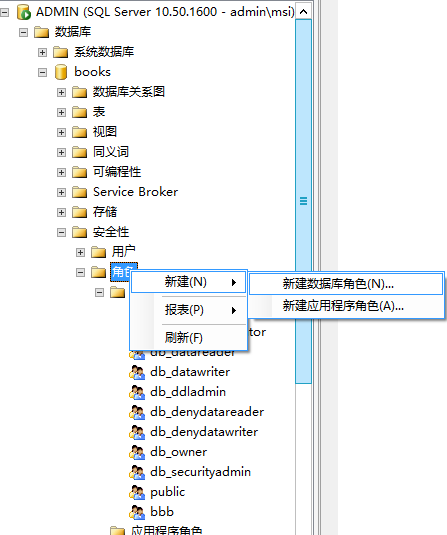 ADMIN (SQL Server 10.50.1600 - admin\msi)
数据库
系统数据库
books
数据库关系图
表
视图
同义词
可编程性
Service Broker
存储
安全性
用户
角色
新建(N)
新建数据库角色(N)...
新建应用程序角色(A)...
报表(P)
刷新(F)
tor
db_datareader
db_datawriter
db_ddladmin
db_denydatareader
db_denydatawriter
db_owner
db_securityadmin
public
bbb
应用程序角色